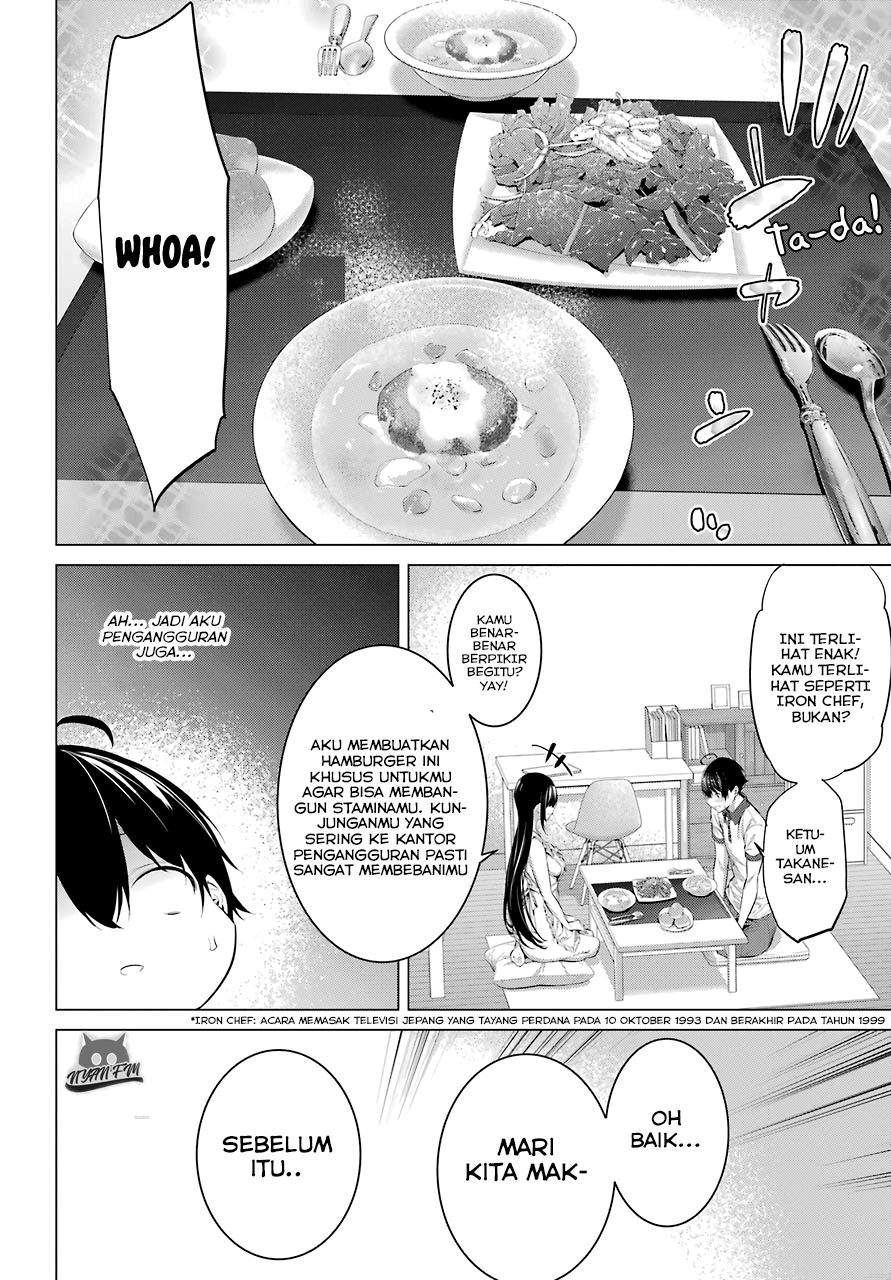 ta-da!
WHOA!
INI TERLI-
HAT ENAK!
KAMU TERLI-
HAT SEPERTI
IRON CHEF,
BUKAN?
KETU-
UM
TAKANE-
SAN...
KAMU
BENAR-
BENAR
BERPIKIR
BEGITU?
YAY!
AKU MEMBUATKAN
HAMBURGER INI
KHUSUS UNTUKMU
AGAR BISA MEMBAN-
GUN STAMINAMU. KUN-
JUNGANMU YANG
SERING KE KANTOR
PENGANGGURAN PASTI
SANGAT MEMBEBANIMU
AH... JADI AKU
PENGANGGURAN
JUGA...
*IRON CHEF: ACARA MEMASAK TELEVISI JEPANG YANG TAYANG PERDANA PADA 10 OKTOBER 1993 DAN BERAKHIR PADA TAHUN 1999
OH
BAIK...
MARI
KITA MAK-
SEBELUM
ITU..
NYAN FM